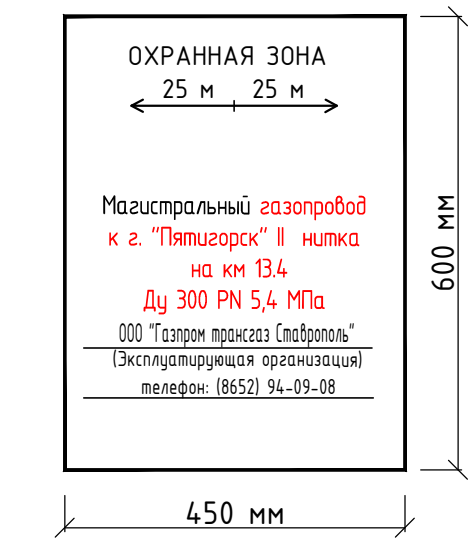 ОХРАННАЯ ЗОНА
25 м 25 м
Магистральный газопровод
к г. "Пятигорск" II нитка
на км 13.4
Ду 300 PN 5,4 МПа
ООО "Газпром трансгаз Ставрополь"
(Эксплуатирующая организация)
телефон: (8652) 94-09-08
600 мм
450 мм